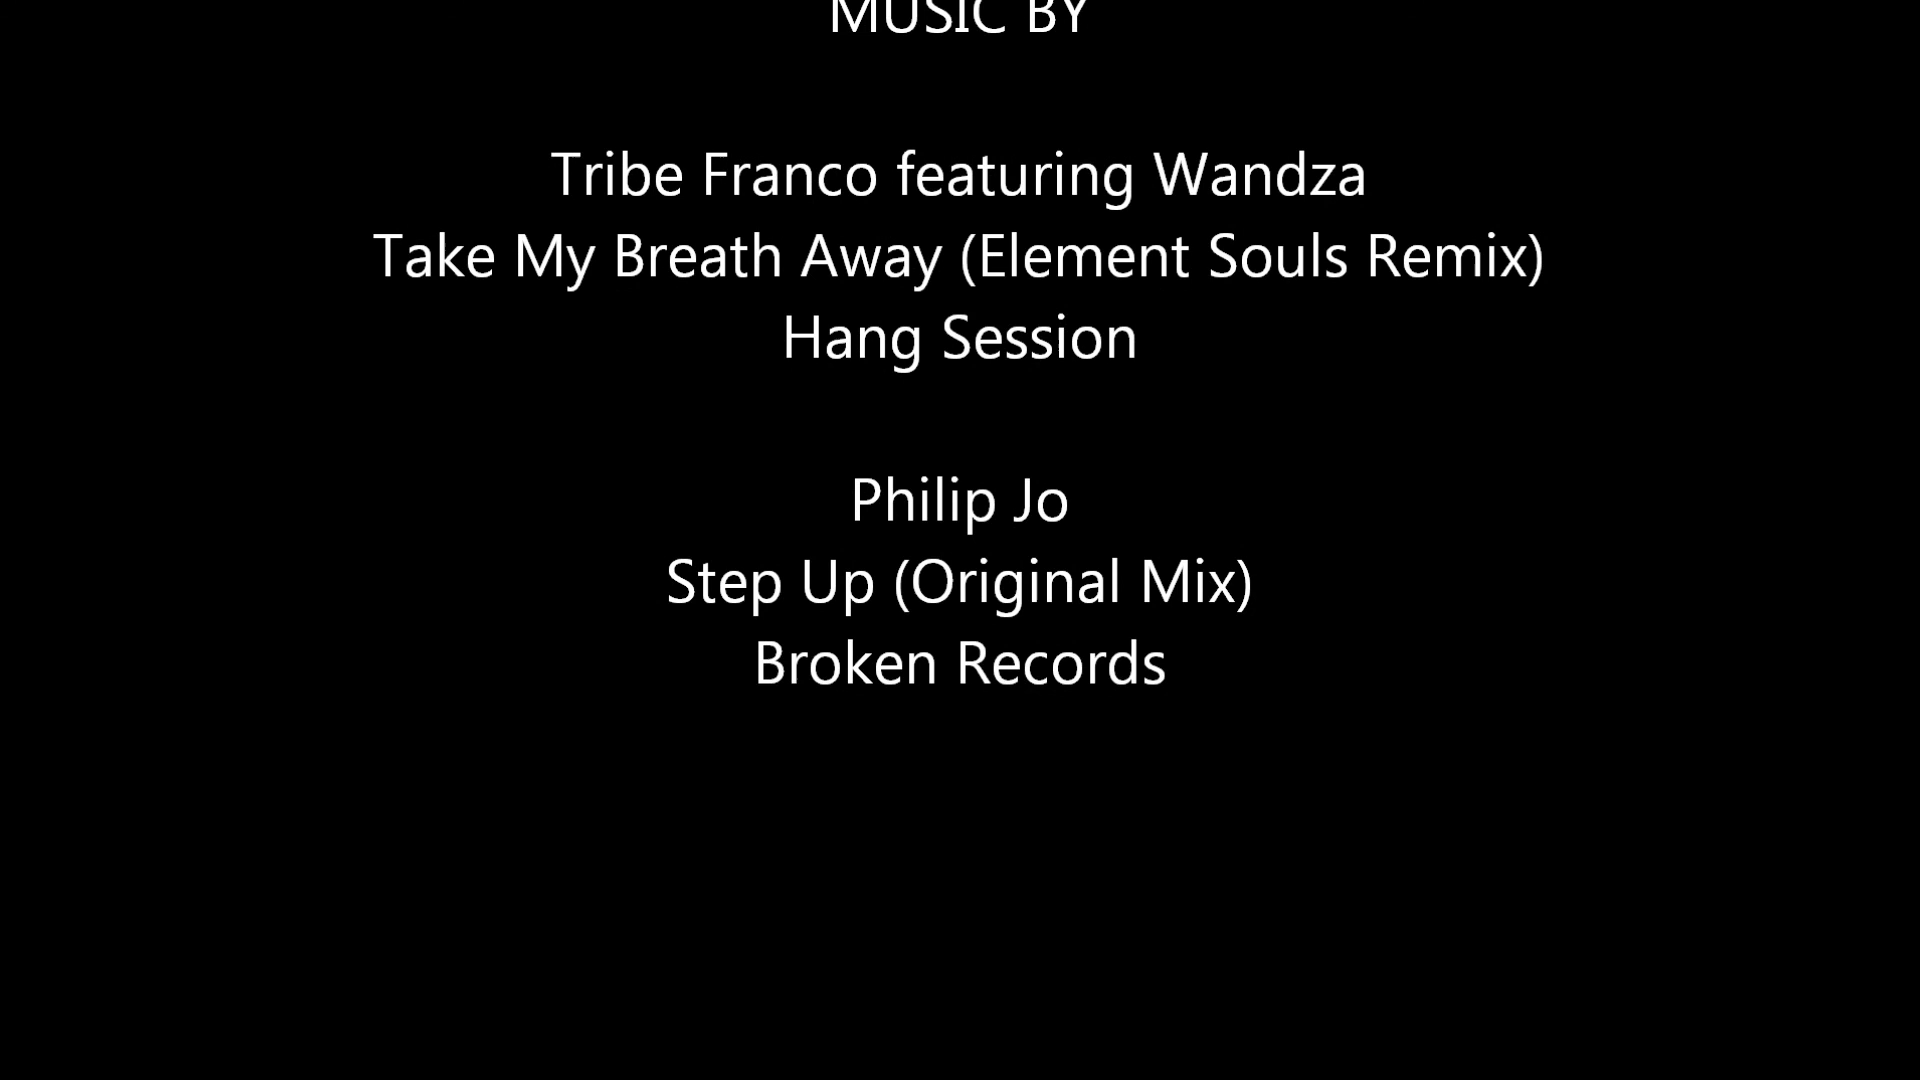 MUSIC BY
Tribe Franco featuring Wandza
Take My Breath Away (Element Souls Remix)
Hang Session
Philip Jo
Step Up (Original Mix)
Broken Records